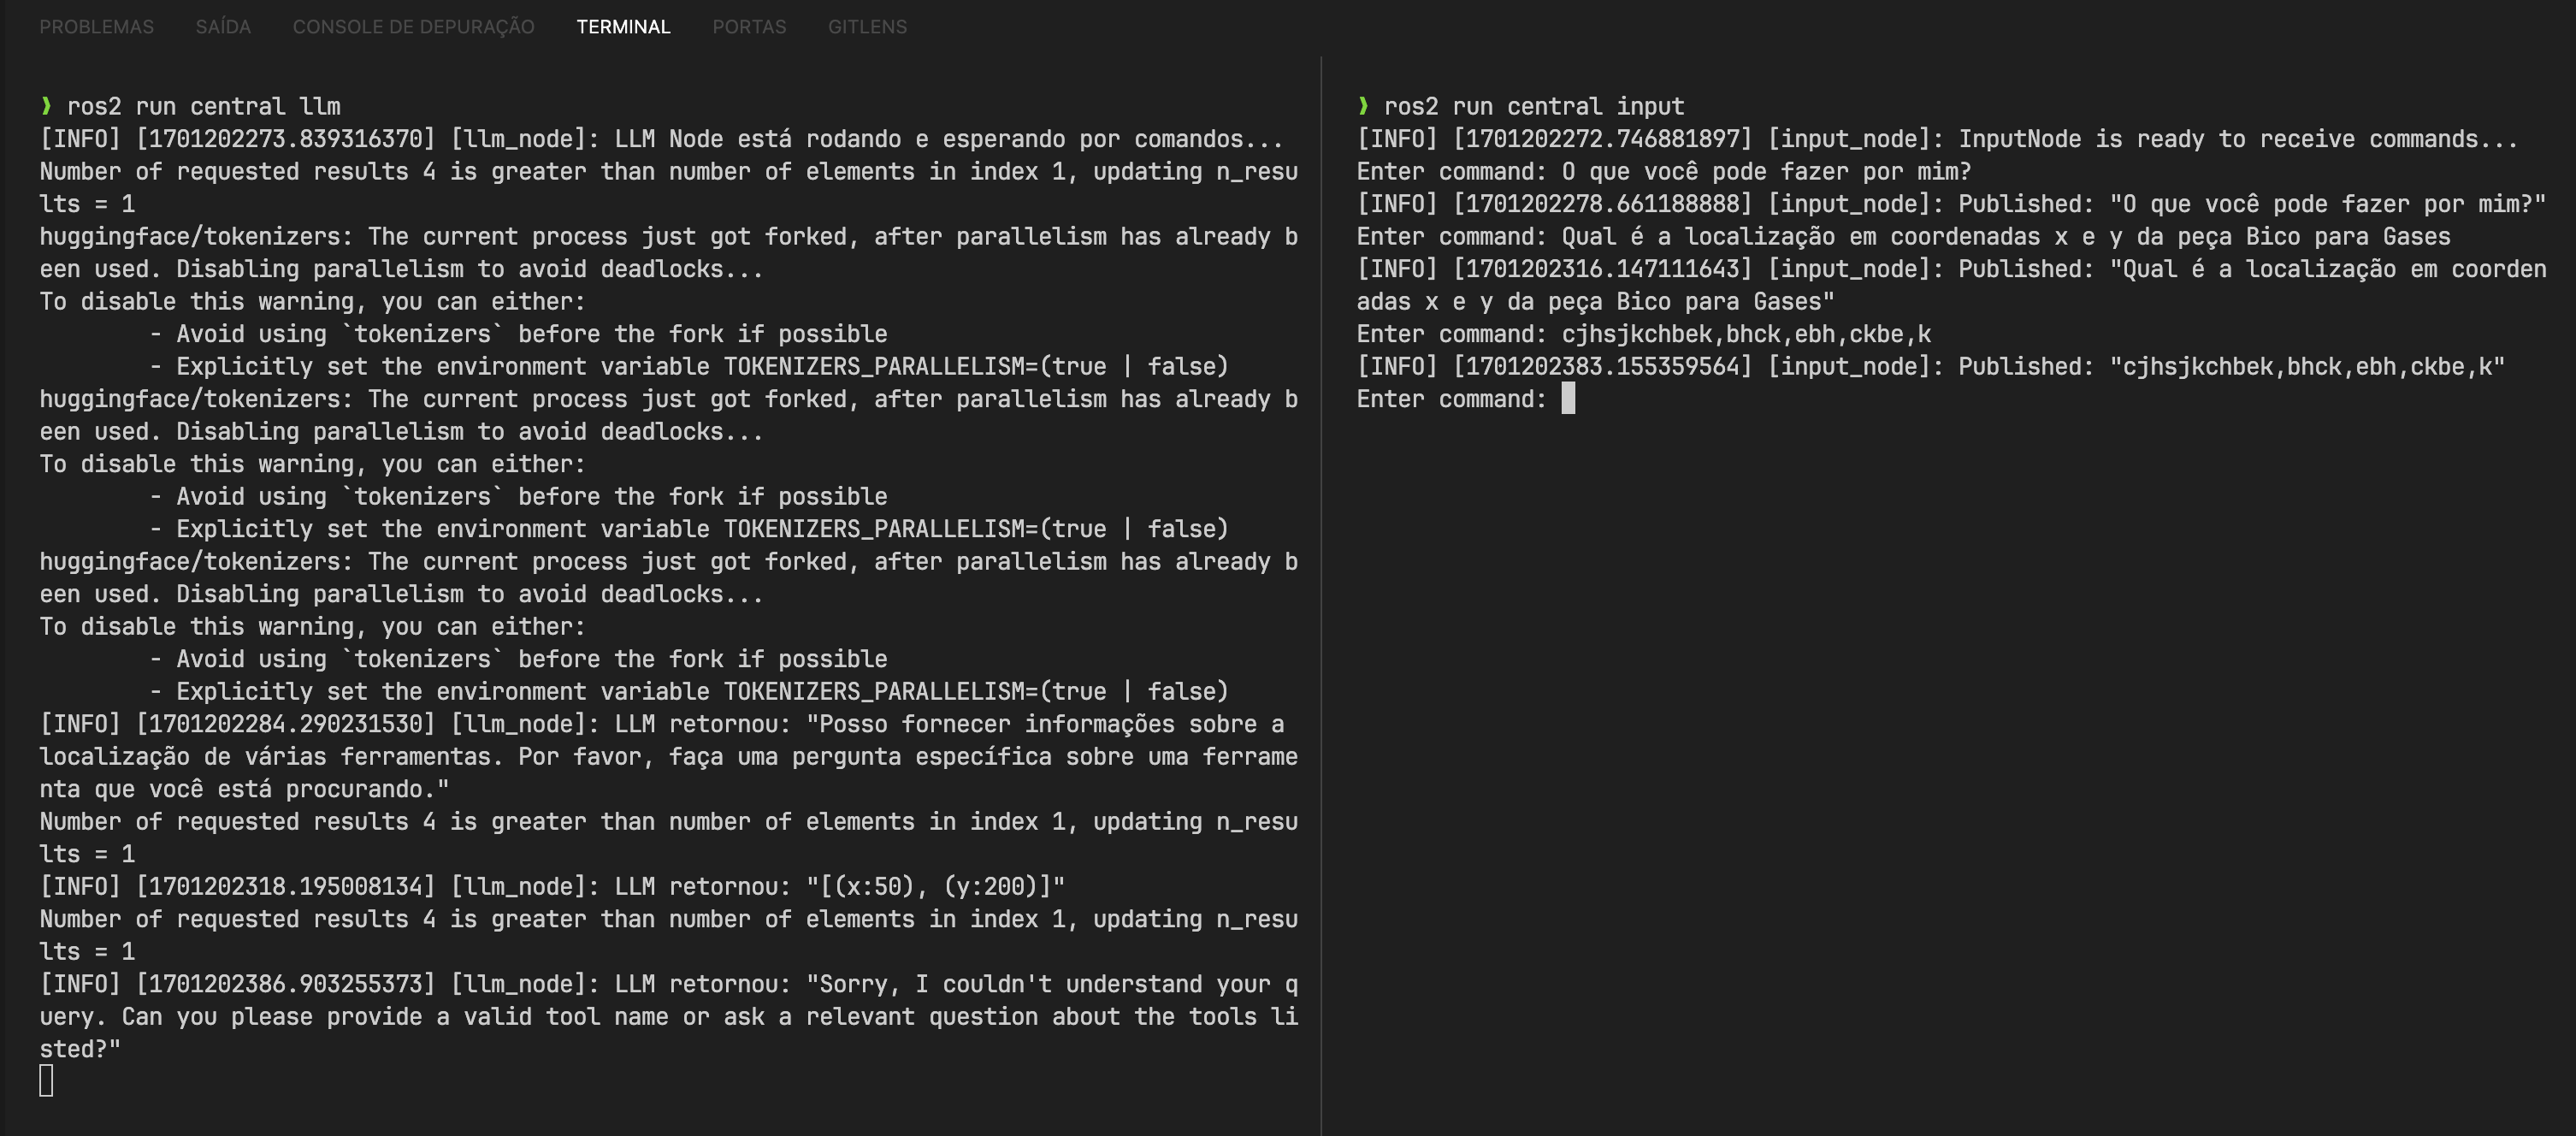 PROBLEMAS SAÍDA CONSOLE DE DEPURAÇÃO TERMINAL PORTAS GITLENS
❱ ros2 run central llm
[INFO] [1701202273.839316370] [llm_node]: LLM Node está rodando e esperando por comandos...
Number of requested results 4 is greater than number of elements in index 1, updating n_resu
lts = 1
huggingface/tokenizers: The current process just got forked, after parallelism has already b
een used. Disabling parallelism to avoid deadlocks...
To disable this warning, you can either:
- Avoid using `tokenizers` before the fork if possible
- Explicitly set the environment variable TOKENIZERS_PARALLELISM=(true | false)
huggingface/tokenizers: The current process just got forked, after parallelism has already b
een used. Disabling parallelism to avoid deadlocks...
To disable this warning, you can either:
- Avoid using `tokenizers` before the fork if possible
- Explicitly set the environment variable TOKENIZERS_PARALLELISM=(true | false)
huggingface/tokenizers: The current process just got forked, after parallelism has already b
een used. Disabling parallelism to avoid deadlocks...
To disable this warning, you can either:
- Avoid using `tokenizers` before the fork if possible
- Explicitly set the environment variable TOKENIZERS_PARALLELISM=(true | false)
[INFO] [1701202284.290231530] [llm_node]: LLM retornou: "Posso fornecer informações sobre a
localização de várias ferramentas. Por favor, faça uma pergunta específica sobre uma ferrame
nta que você está procurando."
Number of requested results 4 is greater than number of elements in index 1, updating n_resu
lts = 1
[INFO] [1701202318.195008134] [llm_node]: LLM retornou: "[(x:50), (y:200)]"
Number of requested results 4 is greater than number of elements in index 1, updating n_resu
lts = 1
[INFO] [1701202386.903255373] [llm_node]: LLM retornou: "Sorry, I couldn't understand your q
uery. Can you please provide a valid tool name or ask a relevant question about the tools li
sted?"
❱ ros2 run central input
[INFO] [1701202272.746881897] [input_node]: InputNode is ready to receive commands...
Enter command: O que você pode fazer por mim?
[INFO] [1701202278.661188888] [input_node]: Published: "O que você pode fazer por mim?"
Enter command: Qual é a localização em coordenadas x e y da peça Bico para Gases
[INFO] [1701202316.147111643] [input_node]: Published: "Qual é a localização em coorden
adas x e y da peça Bico para Gases"
Enter command: cjhsjkchbek,bhck,ebh,ckbe,k
[INFO] [1701202383.155359564] [input_node]: Published: "cjhsjkchbek,bhck,ebh,ckbe,k"
Enter command: